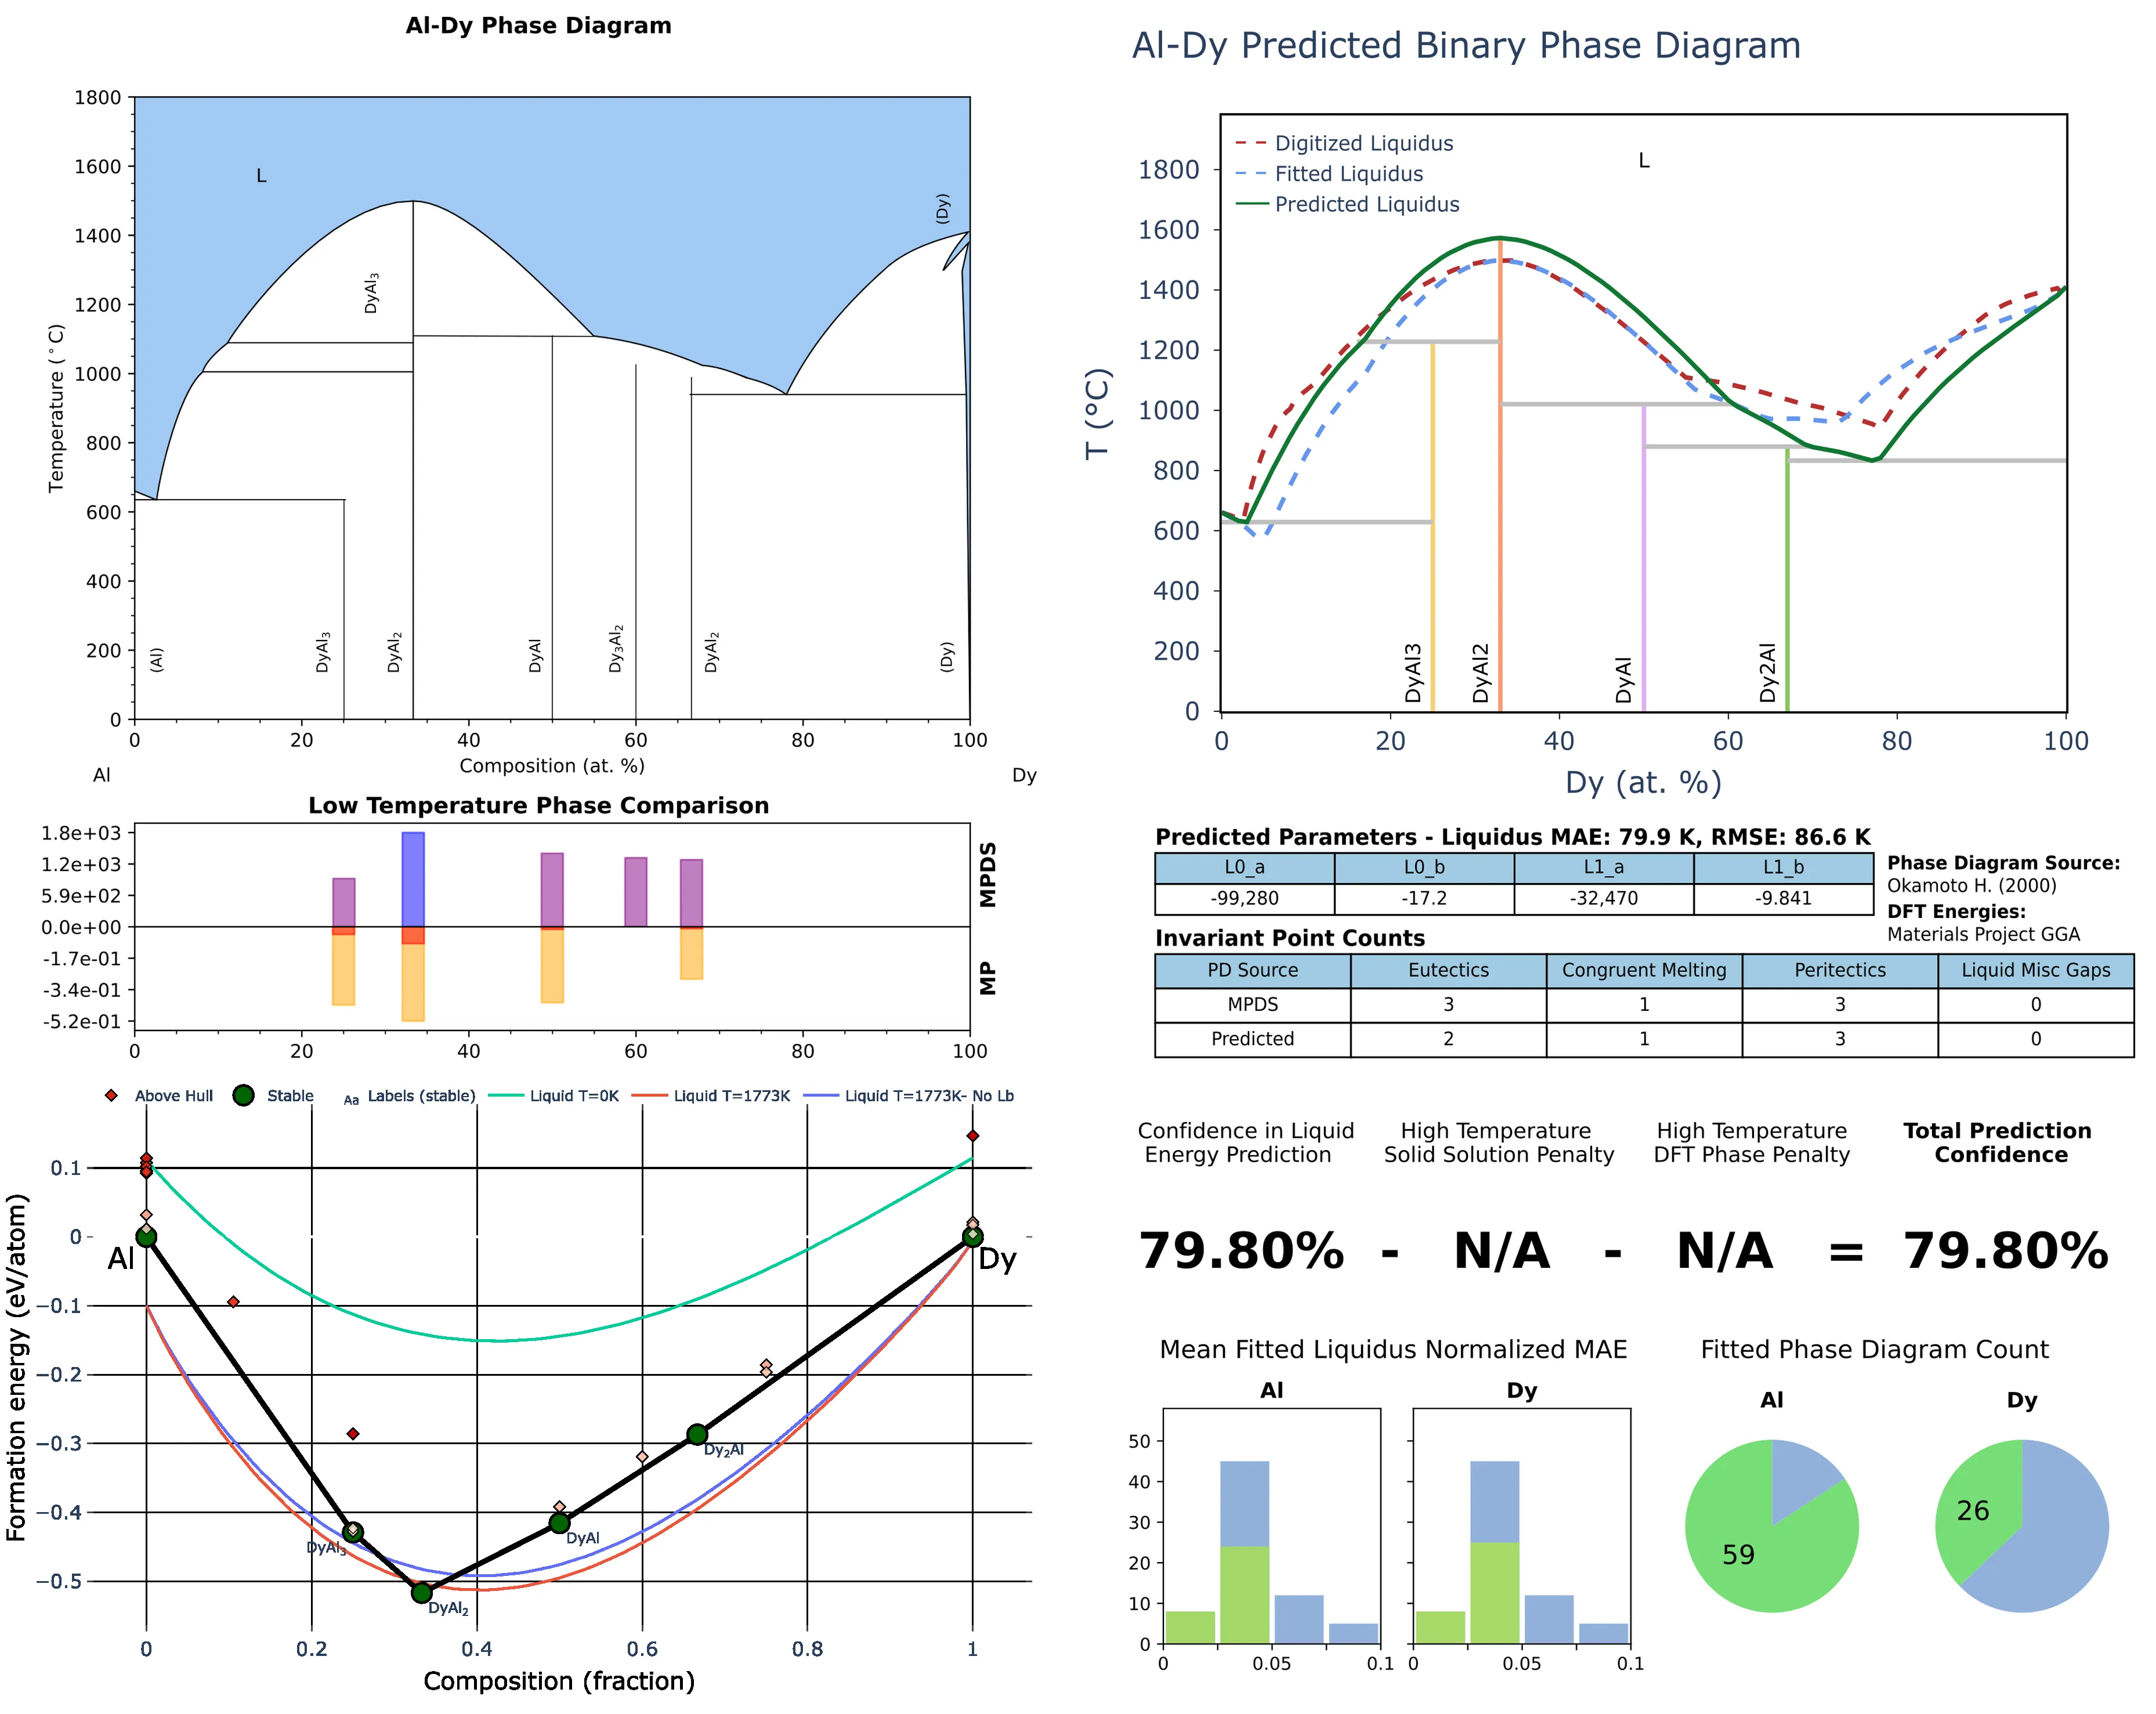 Al-Dy Phase Diagram
1800
1600
1400
1200
1000
800
600
400
200
0
Temperature (°C)
L
DyAl3
(Dy)
(Al)
DyAl3
DyAl2
DyAl
Dy3Al2
DyAl2
(Dy)
0 20 40 60 80 100
Composition (at. %)
Al Dy
Low Temperature Phase Comparison
1.8e+03
1.2e+03
5.9e+02
0.0e+00
-1.7e-01
-3.4e-01
-5.2e-01
MPDS
MP
0 20 40 60 80 100
Above Hull Stable Aa Labels (stable) Liquid T=0K Liquid T=1773K Liquid T=1773K- No Lb
0.1
0
−0.1
−0.2
−0.3
−0.4
−0.5
Formation energy (eV/atom)
Al
Dy
DyAl3
DyAl2
DyAl
Dy2Al
0 0.2 0.4 0.6 0.8 1
Composition (fraction)
Al-Dy Predicted Binary Phase Diagram
Digitized Liquidus
Fitted Liquidus
Predicted Liquidus
L
1800
1600
1400
1200
1000
800
600
400
200
0
T (°C)
DyAl3
DyAl2
DyAl
Dy2Al
0 20 40 60 80 100
Dy (at. %)
Predicted Parameters - Liquidus MAE: 79.9 K, RMSE: 86.6 K
L0_a L0_b L1_a L1_b
-99,280 -17.2 -32,470 -9.841
Phase Diagram Source:
Okamoto H. (2000)
DFT Energies:
Materials Project GGA
Invariant Point Counts
PD Source Eutectics Congruent Melting Peritectics Liquid Misc Gaps
MPDS 3 1 3 0
Predicted 2 1 3 0
Confidence in Liquid
Energy Prediction
High Temperature
Solid Solution Penalty
High Temperature
DFT Phase Penalty
Total Prediction
Confidence
79.80% - N/A - N/A = 79.80%
Mean Fitted Liquidus Normalized MAE
Fitted Phase Diagram Count
Al
Dy
Al
Dy
50
40
30
20
10
0
0 0.05 0.1
0 0.05 0.1
59
26